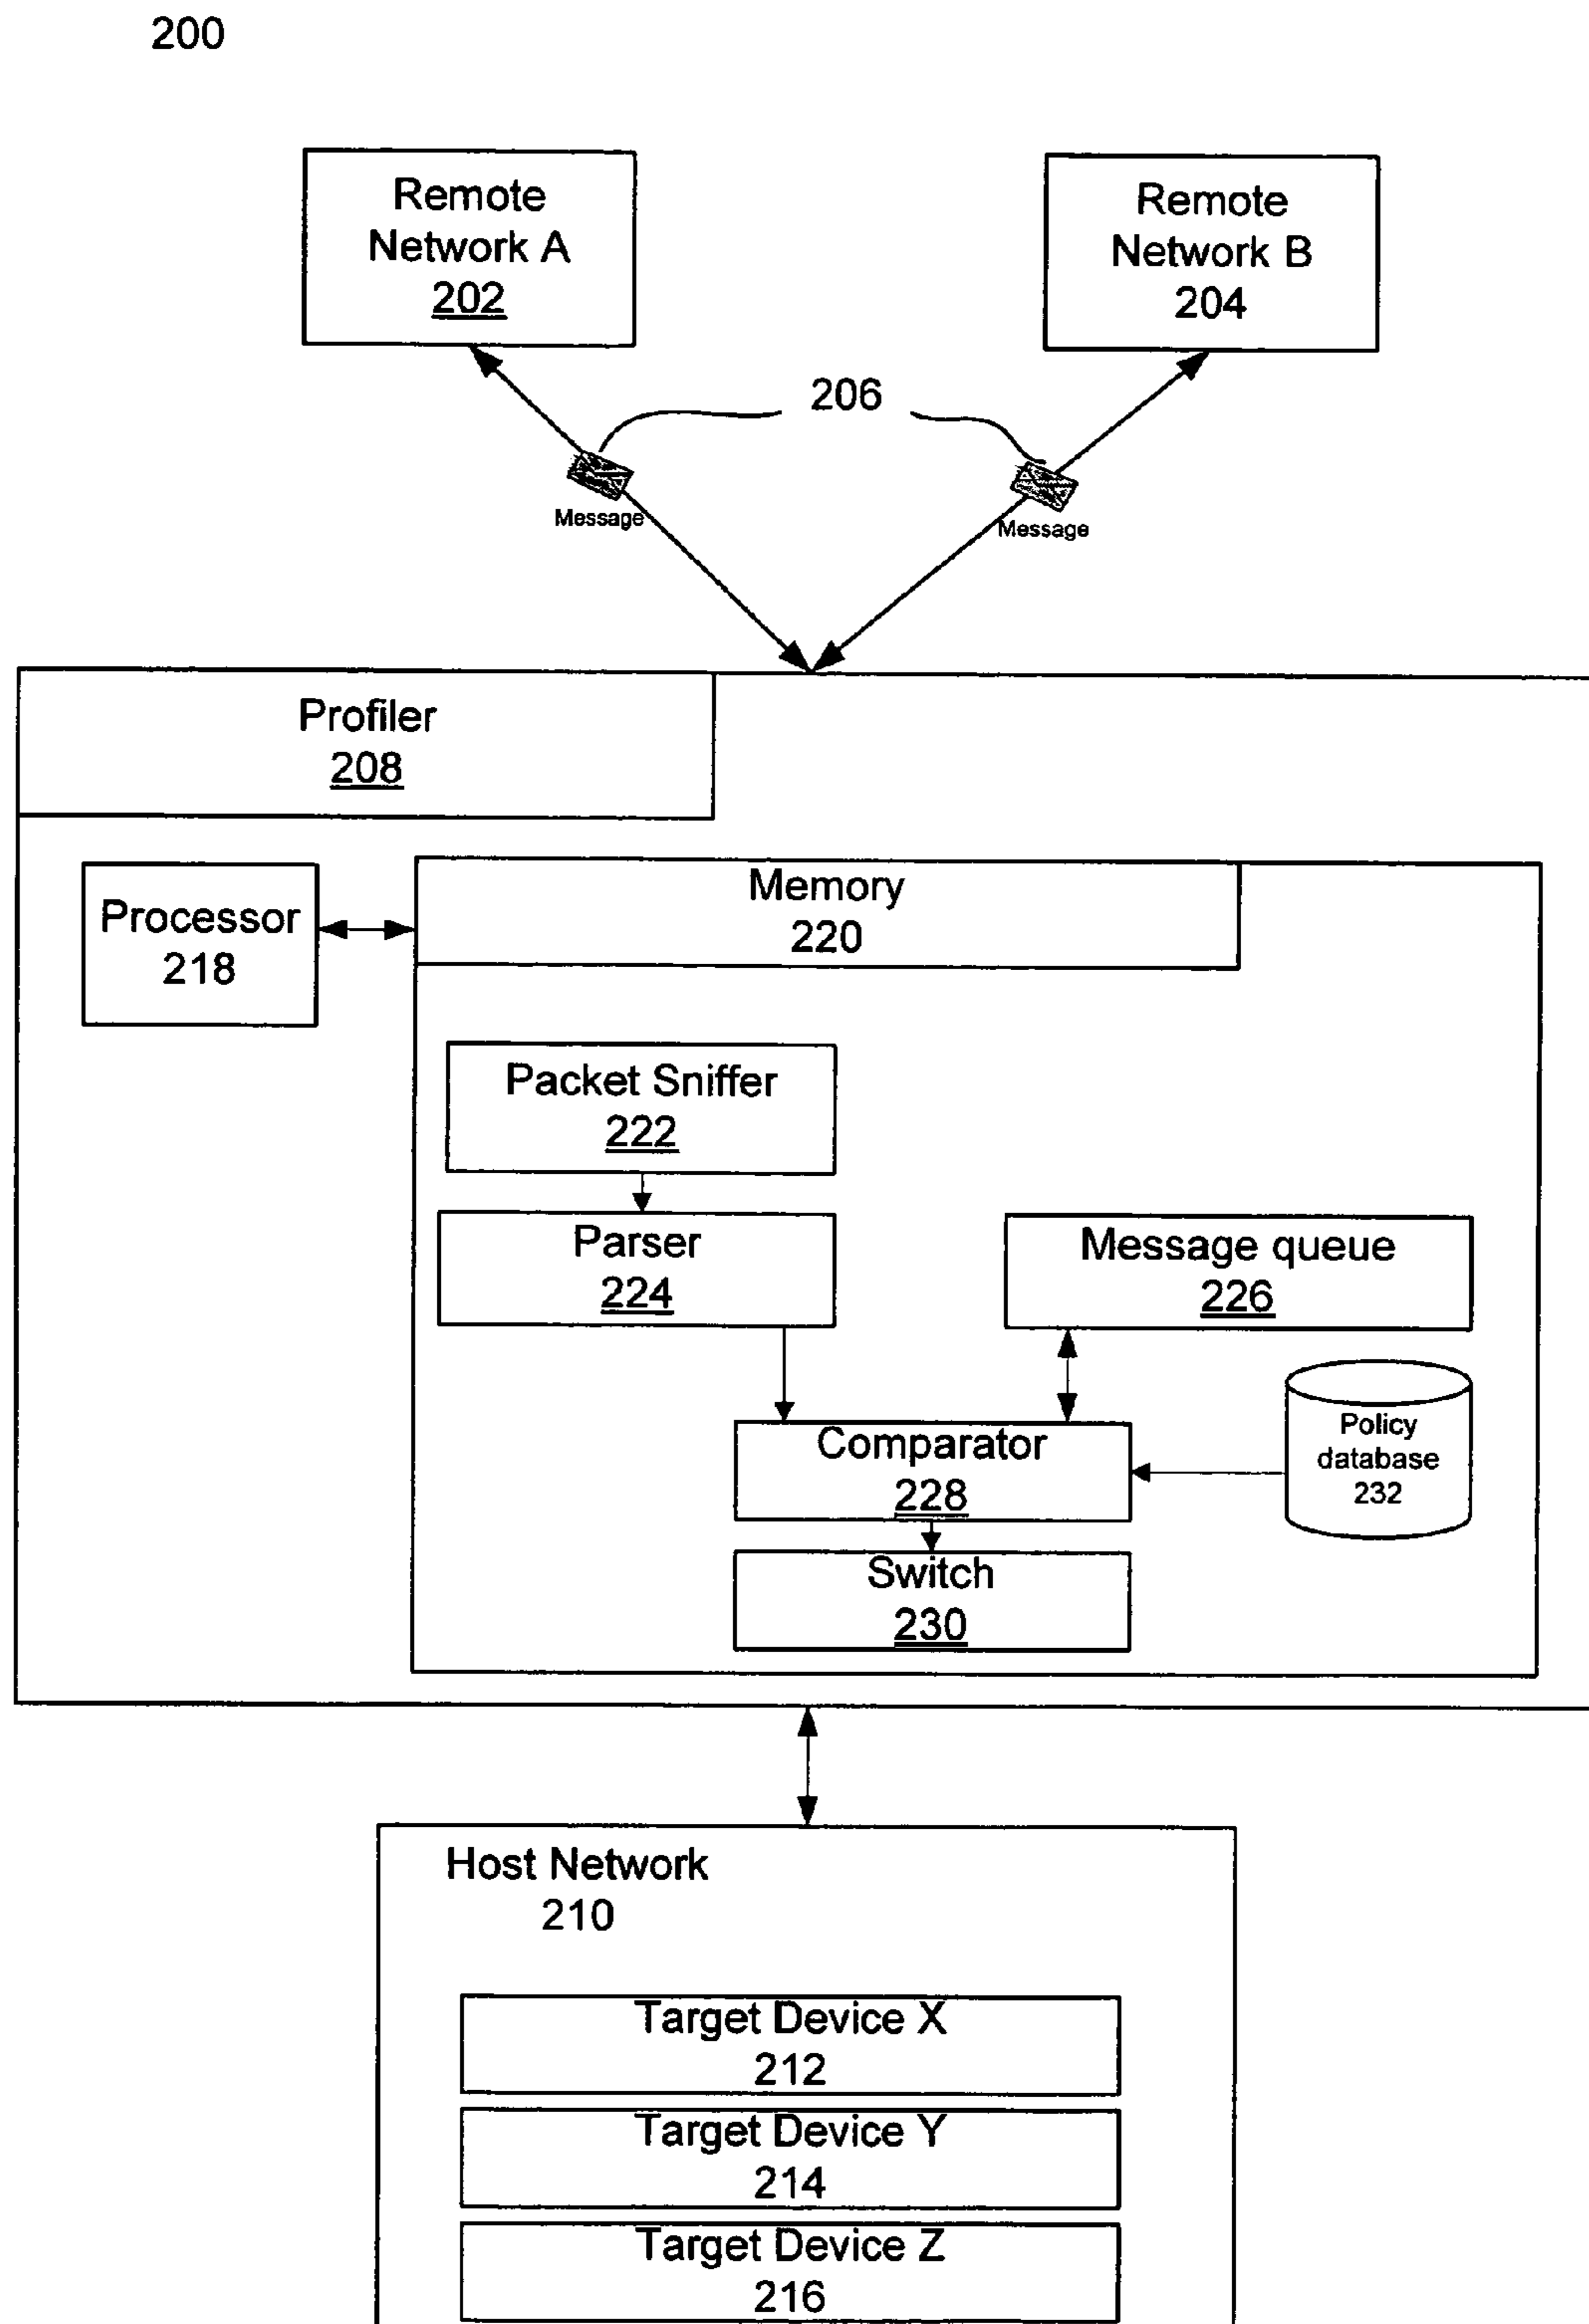 200
Remote
Network A
202
Remote
Network B
204
206
Message
Message
Profiler
208
Processor
218
Memory
220
Packet Sniffer
222
Parser
224
Message queue
226
Policy
database
232
Comparator
228
Switch
230
Host Network
210
Target Device X
212
Target Device Y
214
Target Device Z
216